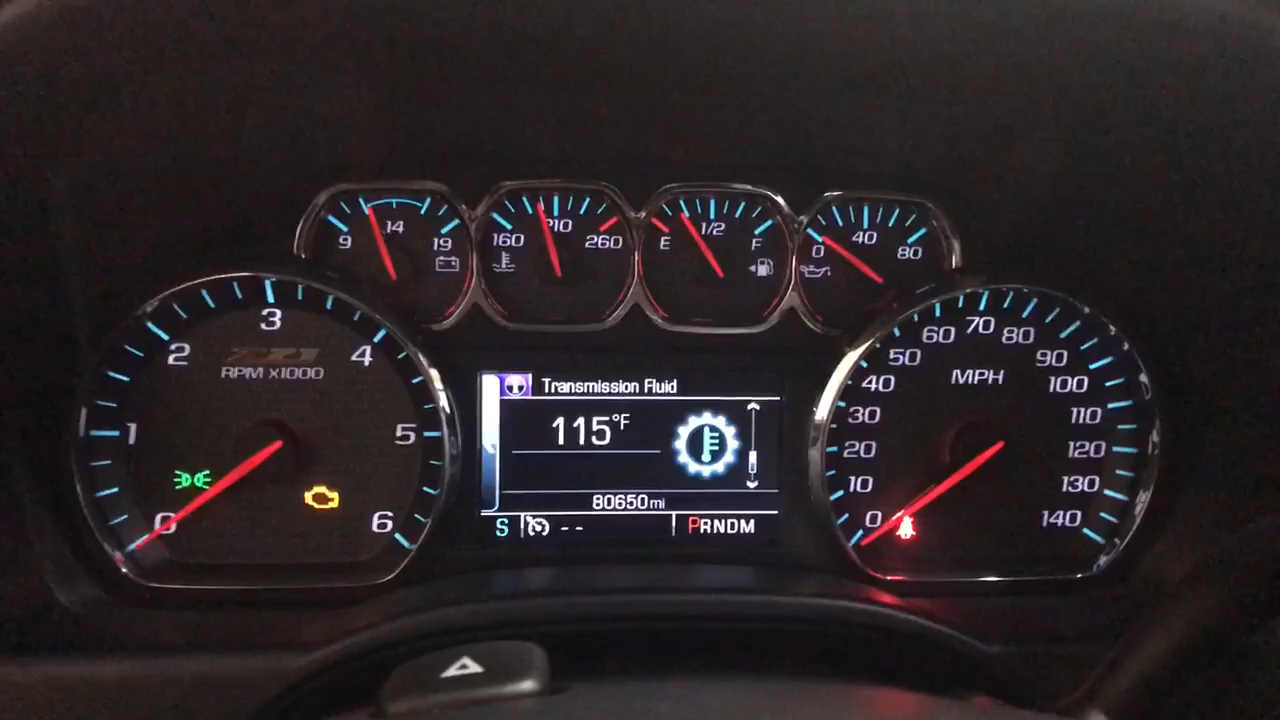 9 14 19
160 210 260
E 1/2 F
0 40 80
0 1 2 3 4 5 6
Z71
RPM x1000
Transmission Fluid
115°F
80650 mi
S -- PRNDM
0 10 20 30 40 50 60 70 80 90 100 110 120 130 140
MPH